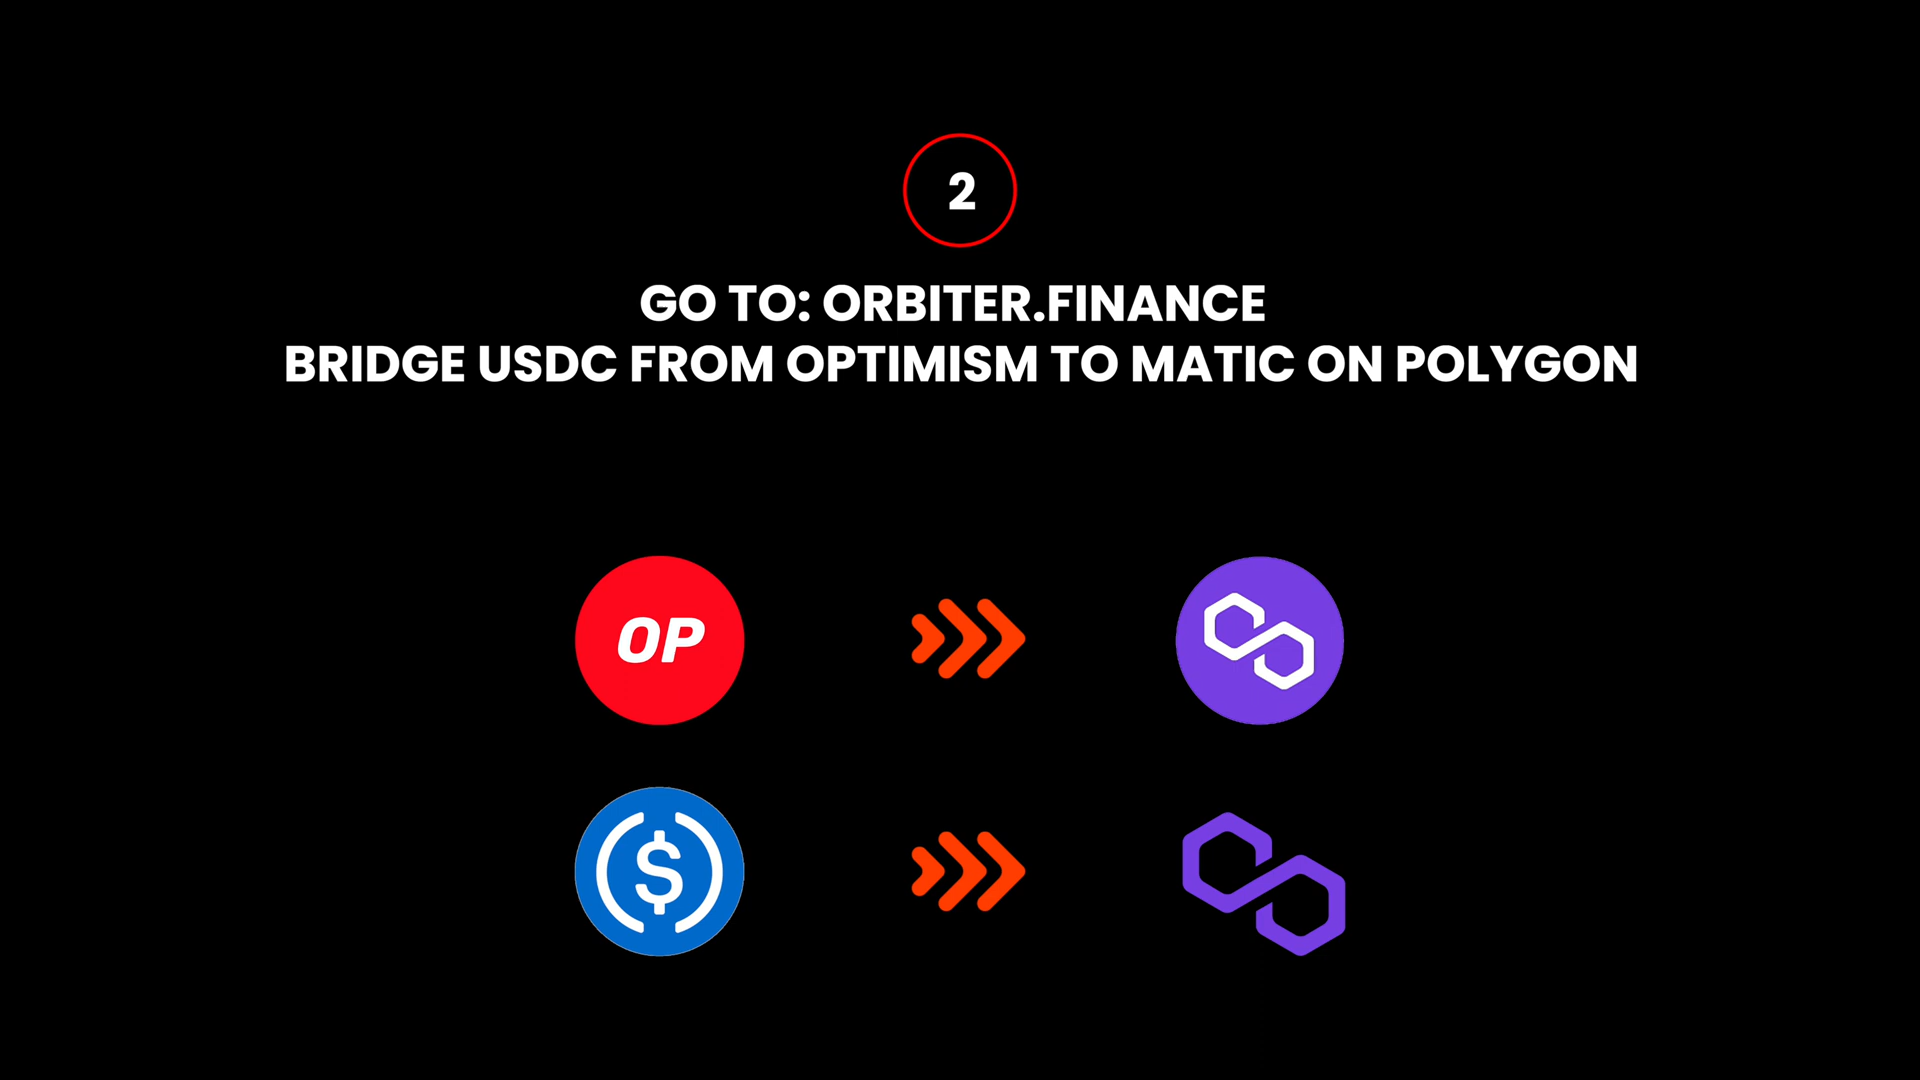 2
GO TO: ORBITER.FINANCE
BRIDGE USDC FROM OPTIMISM TO MATIC ON POLYGON
OP
$